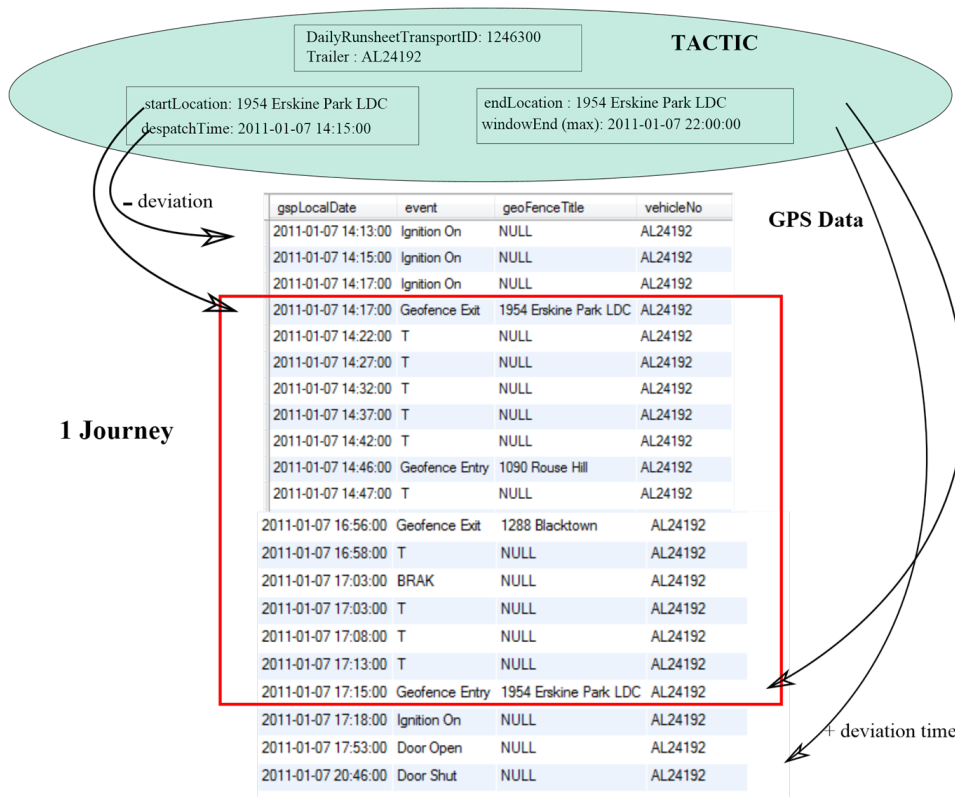 DailyRunsheetTransportID: 1246300
Trailer : AL24192
TACTIC
startLocation: 1954 Erskine Park LDC
despatchTime: 2011-01-07 14:15:00
endLocation : 1954 Erskine Park LDC
windowEnd (max): 2011-01-07 22:00:00
- deviation
GPS Data
gspLocalDate event geoFenceTitle vehicleNo
2011-01-07 14:13:00 Ignition On NULL AL24192
2011-01-07 14:15:00 Ignition On NULL AL24192
2011-01-07 14:17:00 Ignition On NULL AL24192
2011-01-07 14:17:00 Geofence Exit 1954 Erskine Park LDC AL24192
2011-01-07 14:22:00 T NULL AL24192
2011-01-07 14:27:00 T NULL AL24192
2011-01-07 14:32:00 T NULL AL24192
2011-01-07 14:37:00 T NULL AL24192
2011-01-07 14:42:00 T NULL AL24192
2011-01-07 14:46:00 Geofence Entry 1090 Rouse Hill AL24192
2011-01-07 14:47:00 T NULL AL24192
1 Journey
2011-01-07 16:56:00 Geofence Exit 1288 Blacktown AL24192
2011-01-07 16:58:00 T NULL AL24192
2011-01-07 17:03:00 BRAK NULL AL24192
2011-01-07 17:03:00 T NULL AL24192
2011-01-07 17:08:00 T NULL AL24192
2011-01-07 17:13:00 T NULL AL24192
2011-01-07 17:15:00 Geofence Entry 1954 Erskine Park LDC AL24192
2011-01-07 17:18:00 Ignition On NULL AL24192
2011-01-07 17:53:00 Door Open NULL AL24192
2011-01-07 20:46:00 Door Shut NULL AL24192
+ deviation time